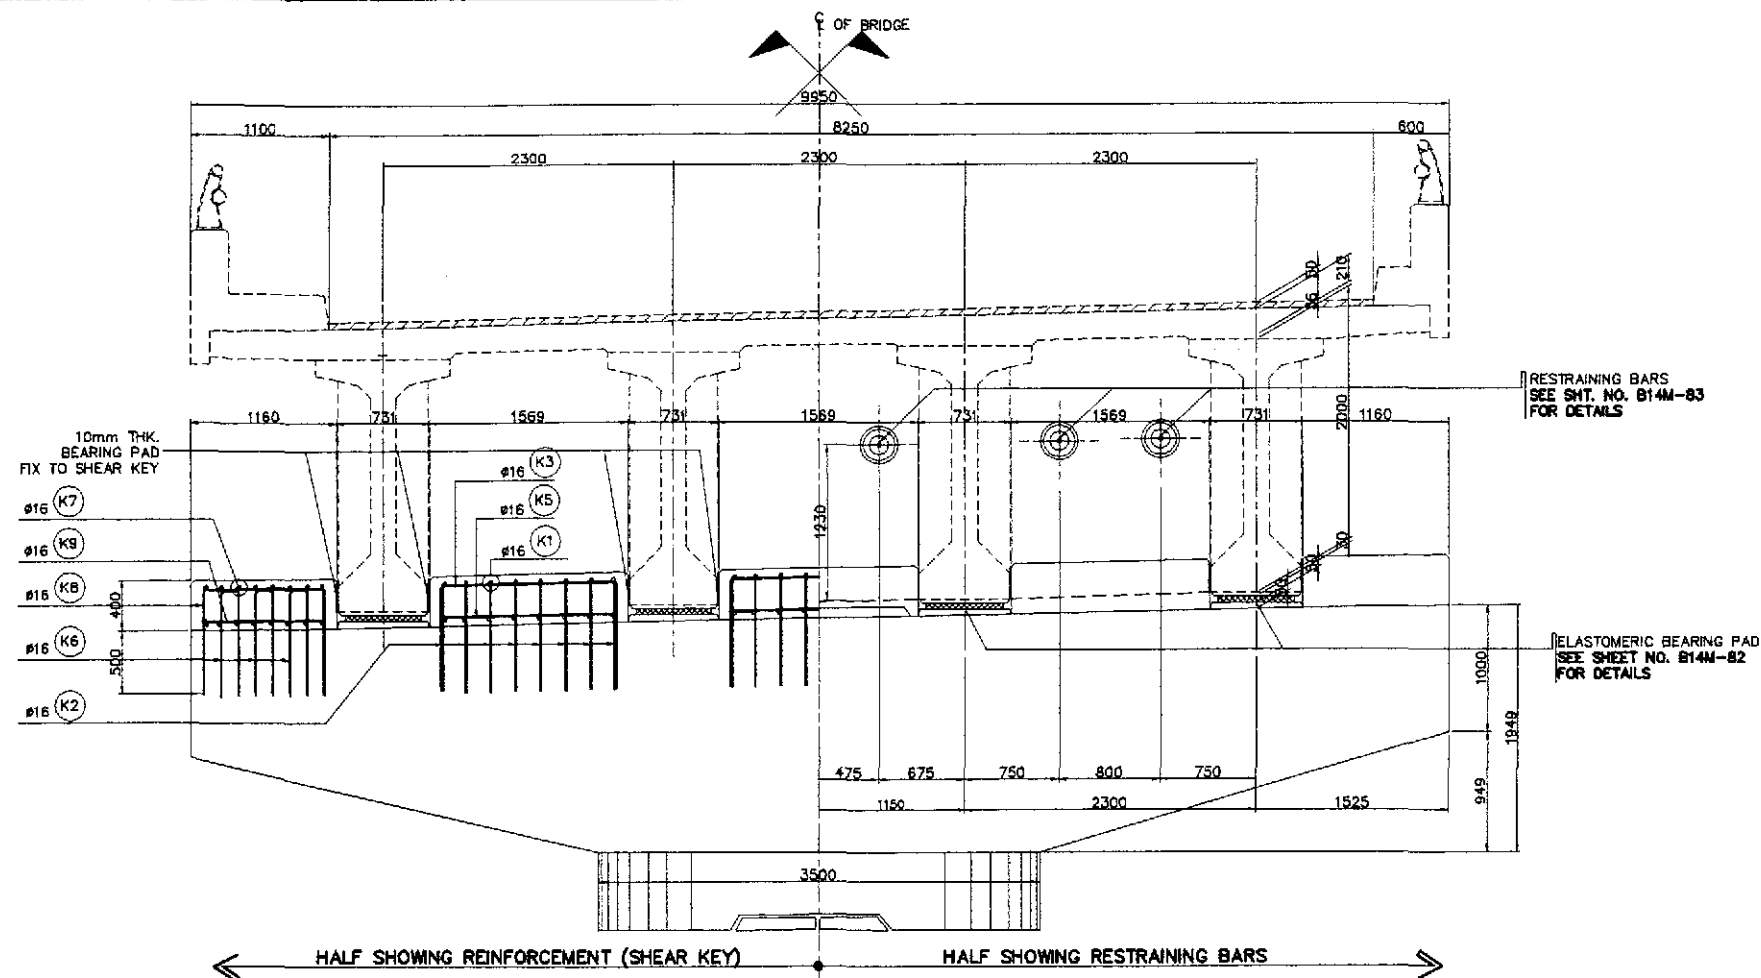 ℄ OF BRIDGE
9950
1100 8250 600
2300 2300 2300
50 210
36
RESTRAINING BARS
SEE SHT. NO. B14M-83
FOR DETAILS
1160 731 1569 731 1569 731 1569 731 1160
2000
10mm THK.
BEARING PAD
FIX TO SHEAR KEY
ø16 K3
ø16 K5
ø16 K1
ø16 K7
ø16 K9
ø16 K8
ø16 K6
ø16 K2
400
500
1230
30
ELASTOMERIC BEARING PAD
SEE SHEET NO. B14M-82
FOR DETAILS
1000
1949
949
475 675 750 800 750
1150 2300 1525
3500
HALF SHOWING REINFORCEMENT (SHEAR KEY) HALF SHOWING RESTRAINING BARS